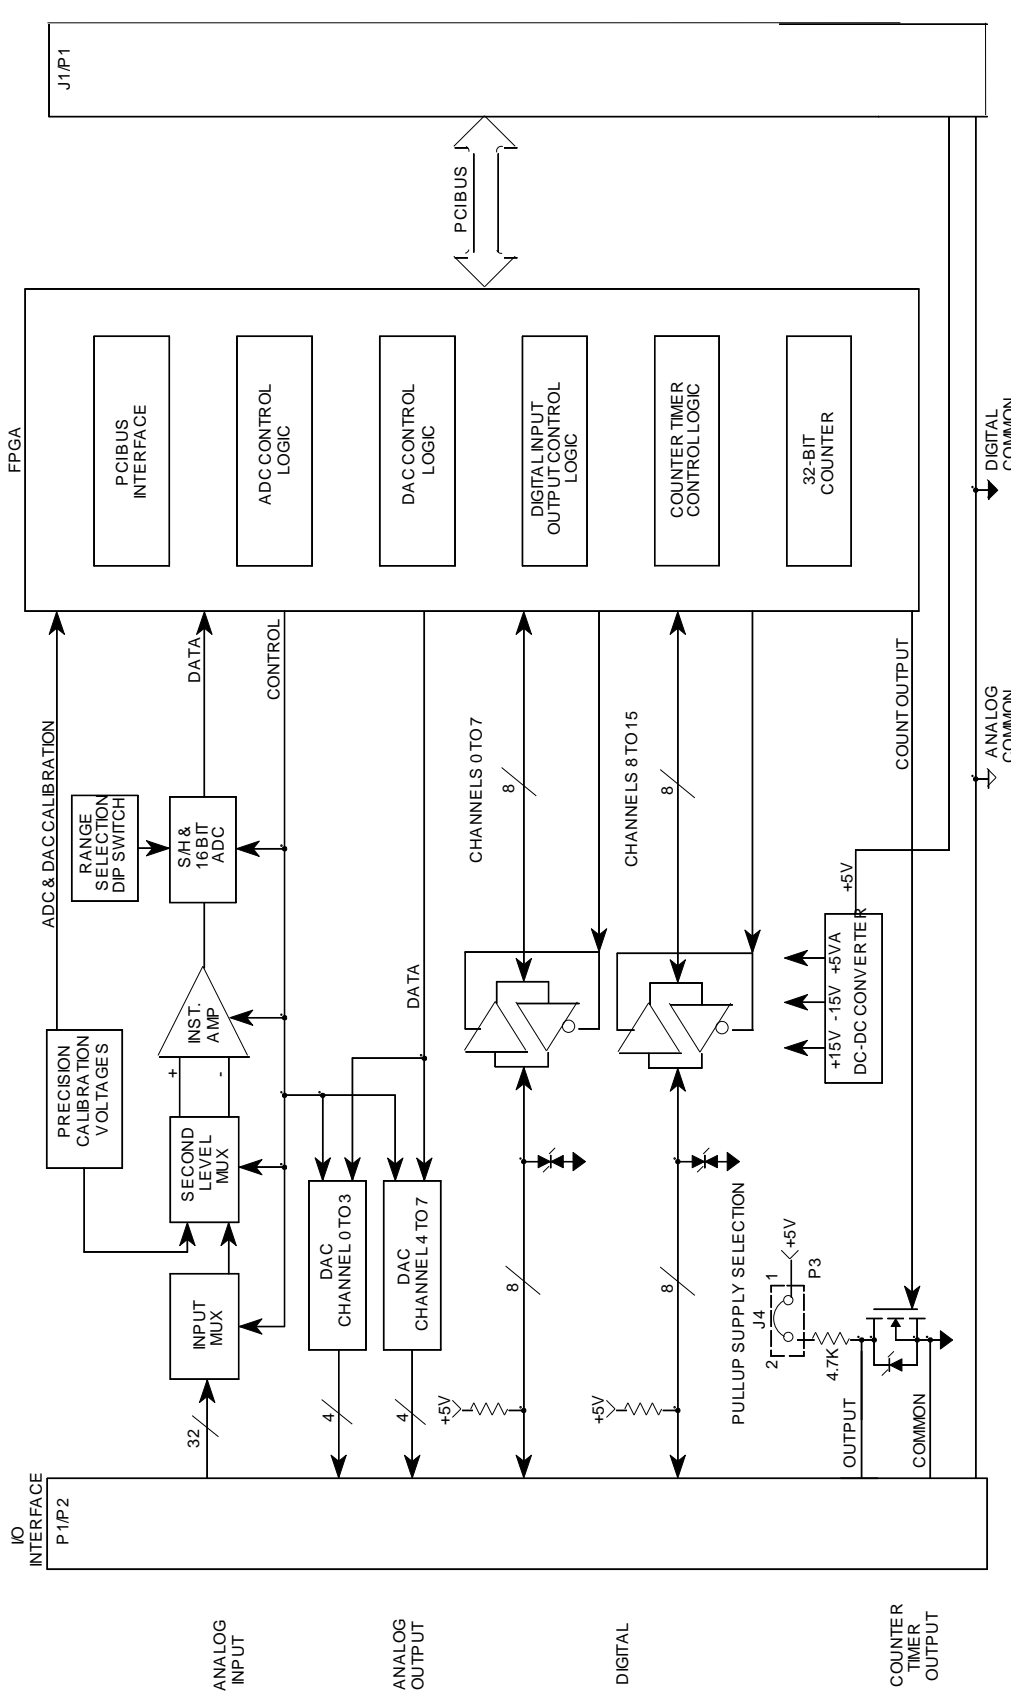 I/O
INTERFACE
P1/P2
ANALOG
INPUT
ANALOG
OUTPUT
DIGITAL
COUNTER
TIMER
OUTPUT
32
INPUT
MUX
SECOND
LEVEL
MUX
PRECISION
CALIBRATION
VOLTAGES
+
-
INST.
AMP
RANGE
SELECTION
DIP SWITCH
S/H &
16 BIT
ADC
ADC & DAC CALIBRATION
DATA
CONTROL
4
DAC
CHANNEL 0 TO 3
4
DAC
CHANNEL 4 TO 7
DATA
+5V
8
CHANNELS 0 TO 7
8
+5V
8
CHANNELS 8 TO 15
8
PULLUP SUPPLY SELECTION
J4
2
1
+5V
P3
4.7K
OUTPUT
COMMON
+15V
-15V
+5VA
DC-DC CONVERTER
+5V
COUNT OUTPUT
ANALOG
COMMON
DIGITAL
COMMON
FPGA
PCI BUS
INTERFACE
ADC CONTROL
LOGIC
DAC CONTROL
LOGIC
DIGITAL INPUT
OUTPUT CONTROL
LOGIC
COUNTER TIMER
CONTROL LOGIC
32-BIT
COUNTER
PCI BUS
J1/P1